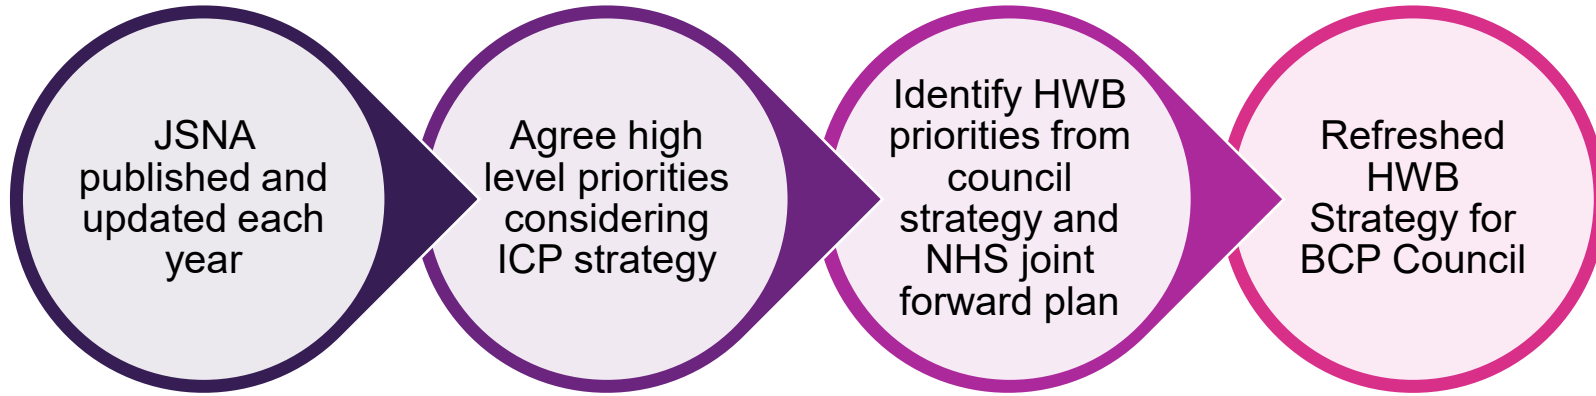 JSNA
published and
updated each
year
Agree high
level priorities
considering
ICP strategy
Identify HWB
priorities from
council
strategy and
NHS joint
forward plan
Refreshed
HWB
Strategy for
BCP Council